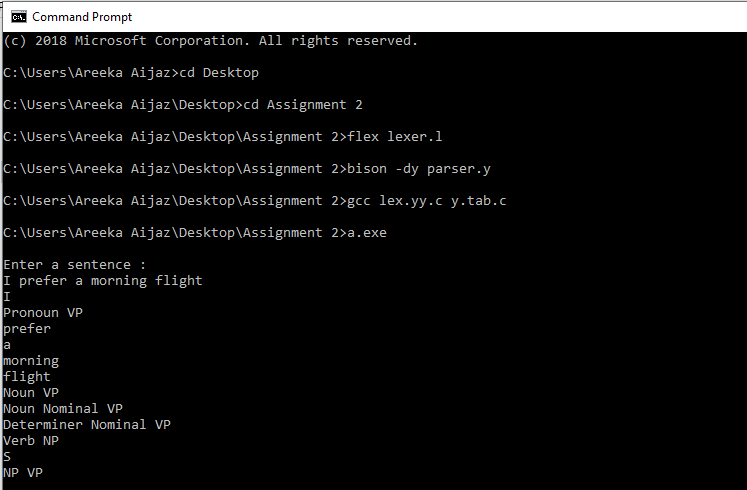 Command Prompt
(c) 2018 Microsoft Corporation. All rights reserved.
C:\Users\Areeka Aijaz>cd Desktop
C:\Users\Areeka Aijaz\Desktop>cd Assignment 2
C:\Users\Areeka Aijaz\Desktop\Assignment 2>flex lexer.l
C:\Users\Areeka Aijaz\Desktop\Assignment 2>bison -dy parser.y
C:\Users\Areeka Aijaz\Desktop\Assignment 2>gcc lex.yy.c y.tab.c
C:\Users\Areeka Aijaz\Desktop\Assignment 2>a.exe
Enter a sentence :
I prefer a morning flight
I
Pronoun VP
prefer
a
morning
flight
Noun VP
Noun Nominal VP
Determiner Nominal VP
Verb NP
S
NP VP